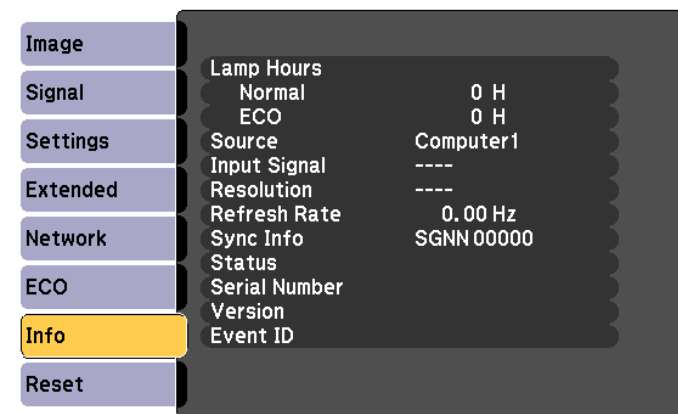 Image
Signal
Settings
Extended
Network
ECO
Info
Reset
Lamp Hours
Normal 0 H
ECO 0 H
Source Computer1
Input Signal ----
Resolution ----
Refresh Rate 0.00 Hz
Sync Info SGNN 00000
Status
Serial Number
Version
Event ID